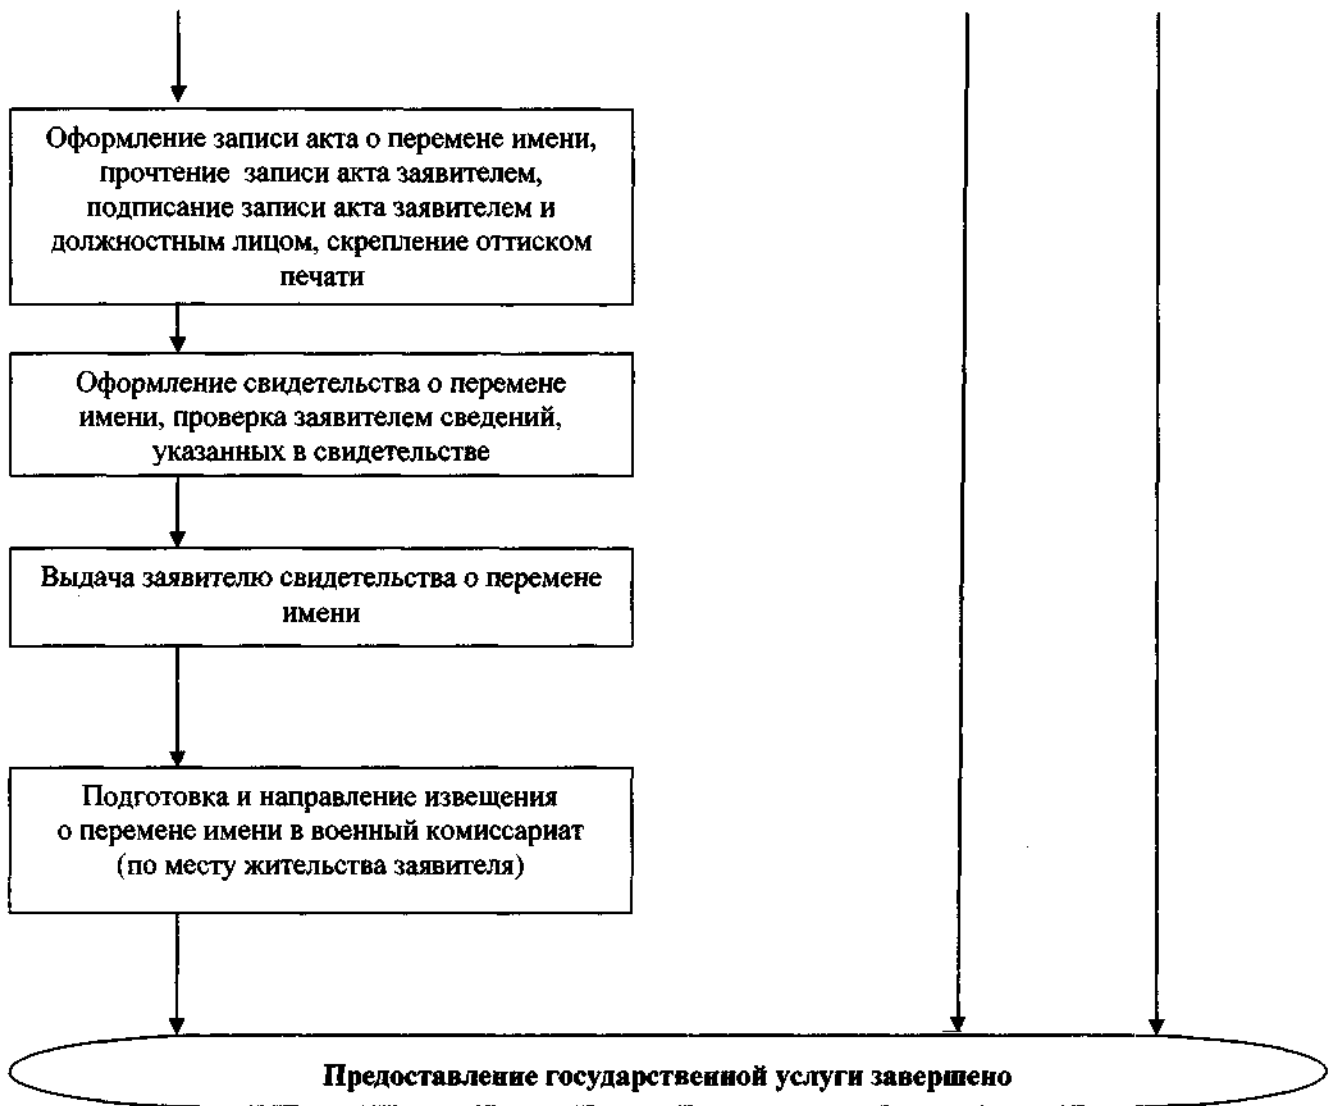 Оформление записи акта о перемене имени,
прочтение записи акта заявителем,
подписание записи акта заявителем и
должностным лицом, скрепление оттиском
печати
Оформление свидетельства о перемене
имени, проверка заявителем сведений,
указанных в свидетельстве
Выдача заявителю свидетельства о перемене
имени
Подготовка и направление извещения
о перемене имени в военный комиссариат
(по месту жительства заявителя)
Предоставление государственной услуги завершено